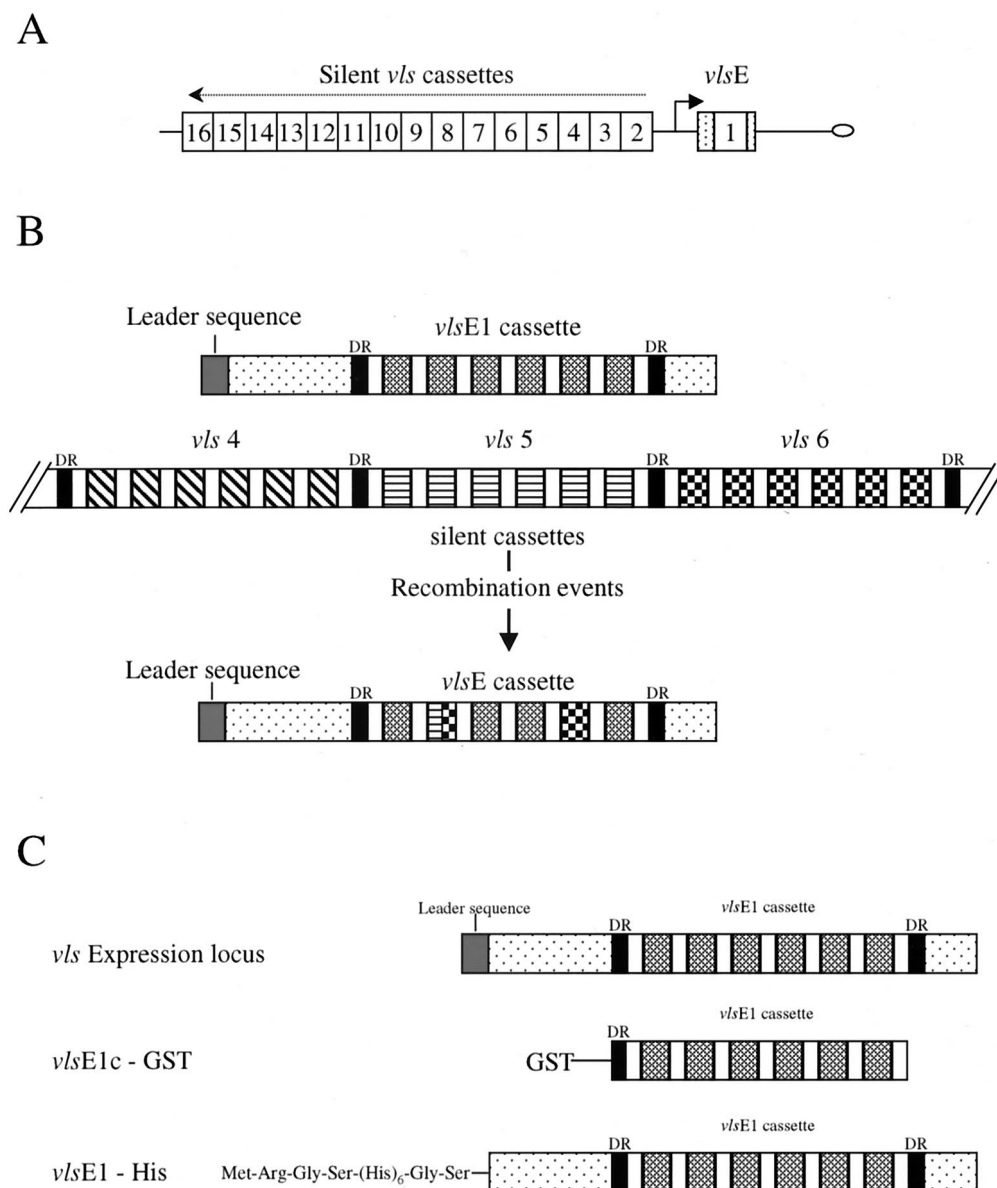 A
Silent vls cassettes vlsE
16 15 14 13 12 11 10 9 8 7 6 5 4 3 2 1
B
Leader sequence
vlsE1 cassette
DR DR
vls 4 vls 5 vls 6
DR DR DR DR
silent cassettes
Recombination events
Leader sequence
vlsE cassette
DR DR
C
Leader sequence vlsE1 cassette
DR DR
vls Expression locus
vlsE1 cassette
DR
vlsE1c - GST GST
vlsE1 cassette
DR DR
vlsE1 - His Met-Arg-Gly-Ser-(His)₆-Gly-Ser